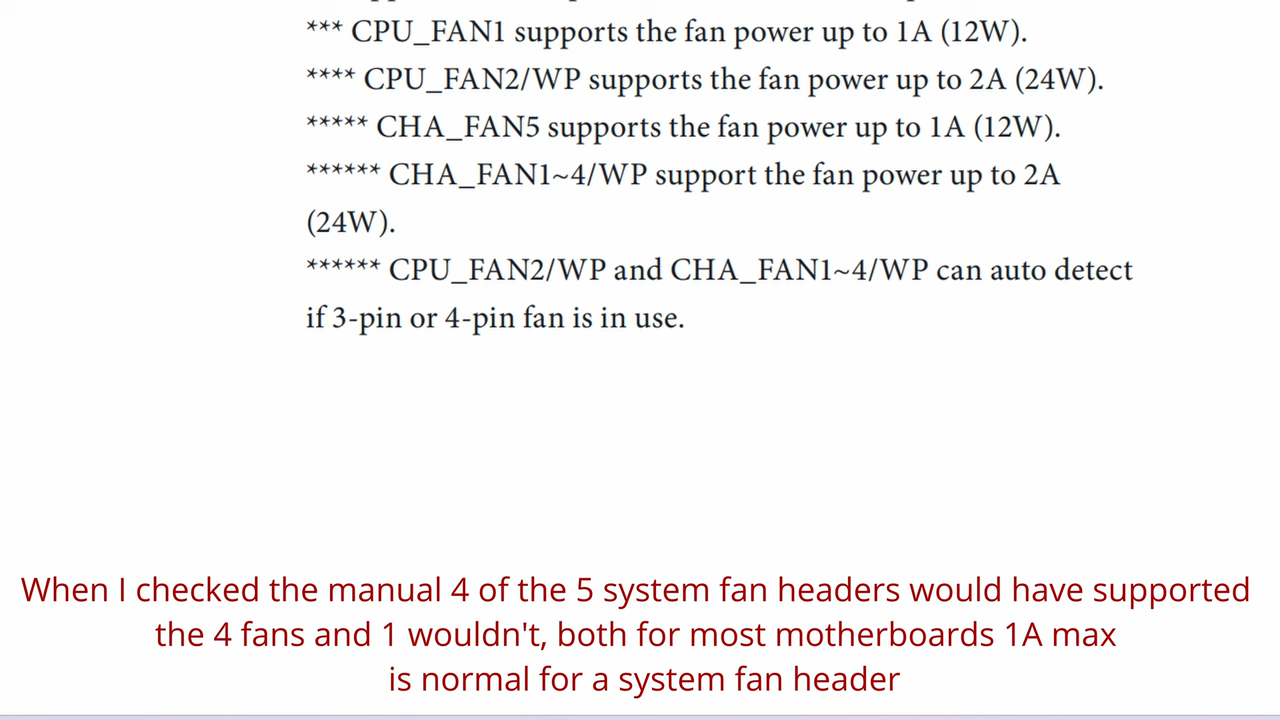 *** CPU_FAN1 supports the fan power up to 1A (12W).
**** CPU_FAN2/WP supports the fan power up to 2A (24W).
***** CHA_FAN5 supports the fan power up to 1A (12W).
****** CHA_FAN1~4/WP support the fan power up to 2A
(24W).
****** CPU_FAN2/WP and CHA_FAN1~4/WP can auto detect
if 3-pin or 4-pin fan is in use.
When I checked the manual 4 of the 5 system fan headers would have supported
the 4 fans and 1 wouldn't, both for most motherboards 1A max
is normal for a system fan header